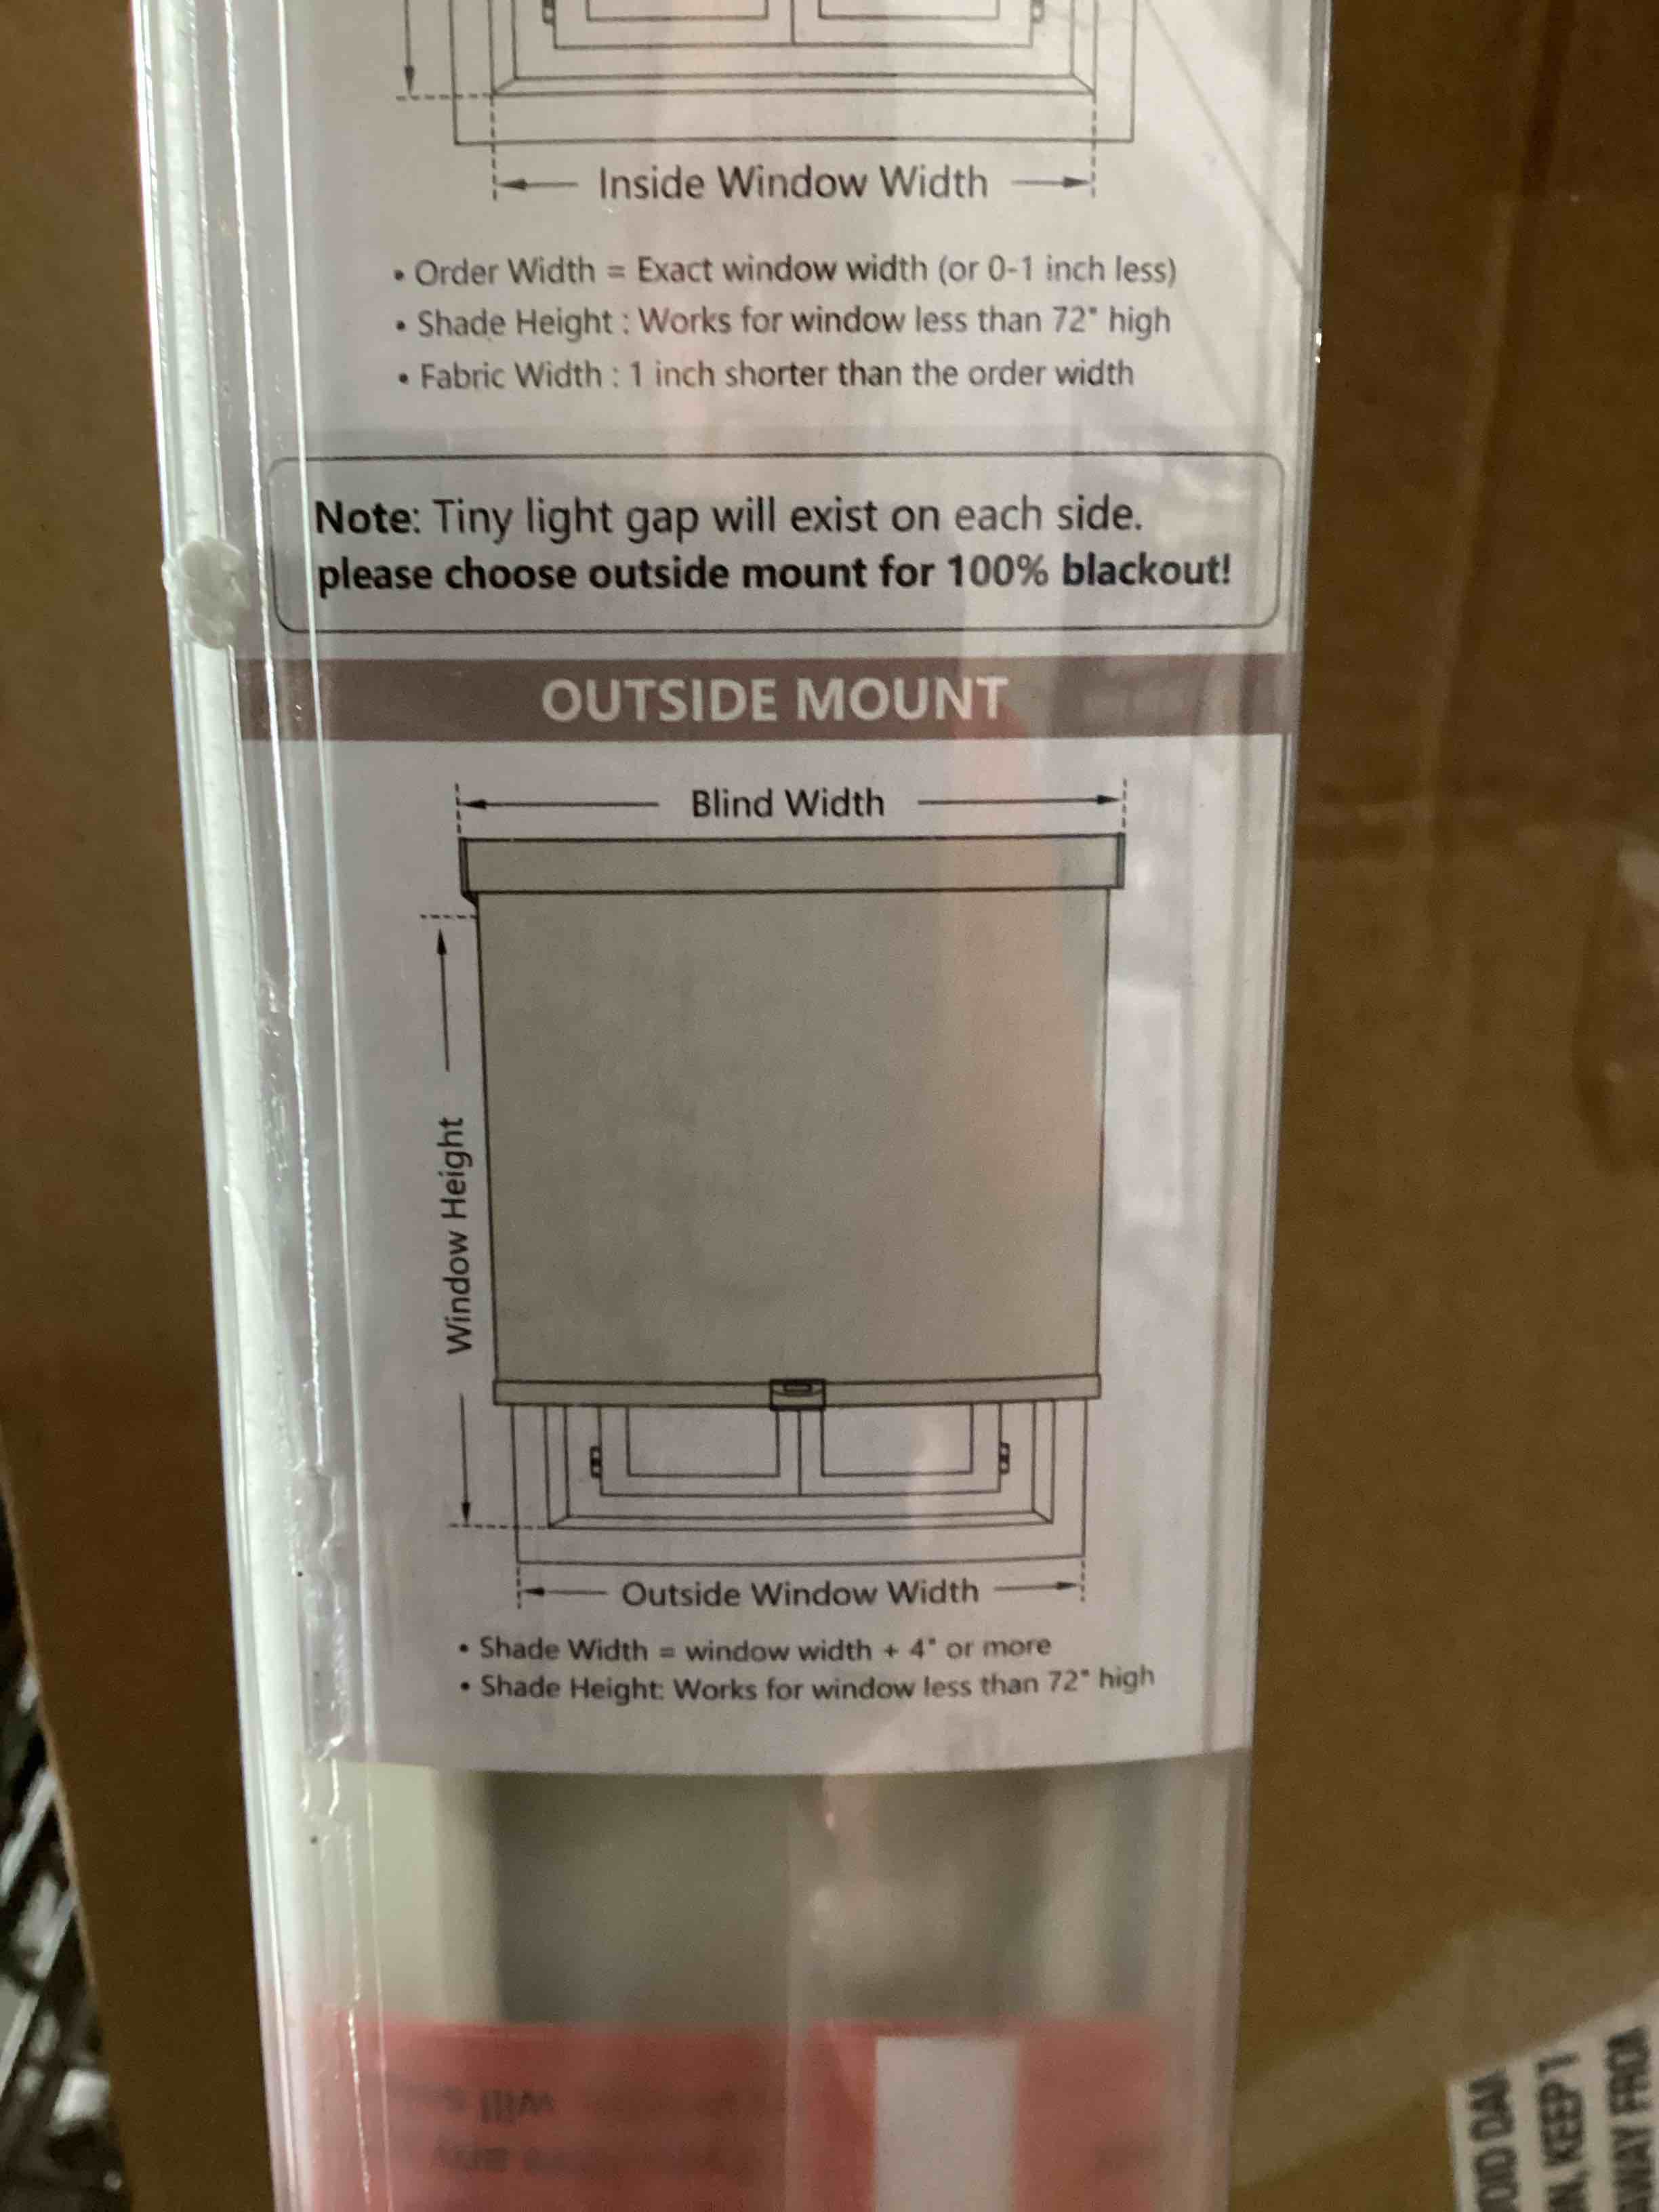 Inside Window Width
• Order Width = Exact window width (or 0-1 inch less)
• Shade Height : Works for window less than 72" high
• Fabric Width : 1 inch shorter than the order width
Note: Tiny light gap will exist on each side.
please choose outside mount for 100% blackout!
OUTSIDE MOUNT
Blind Width
Window Height
Outside Window Width
• Shade Width = window width + 4" or more
• Shade Height: Works for window less than 72" high
will
KEEP
AWAY FROM